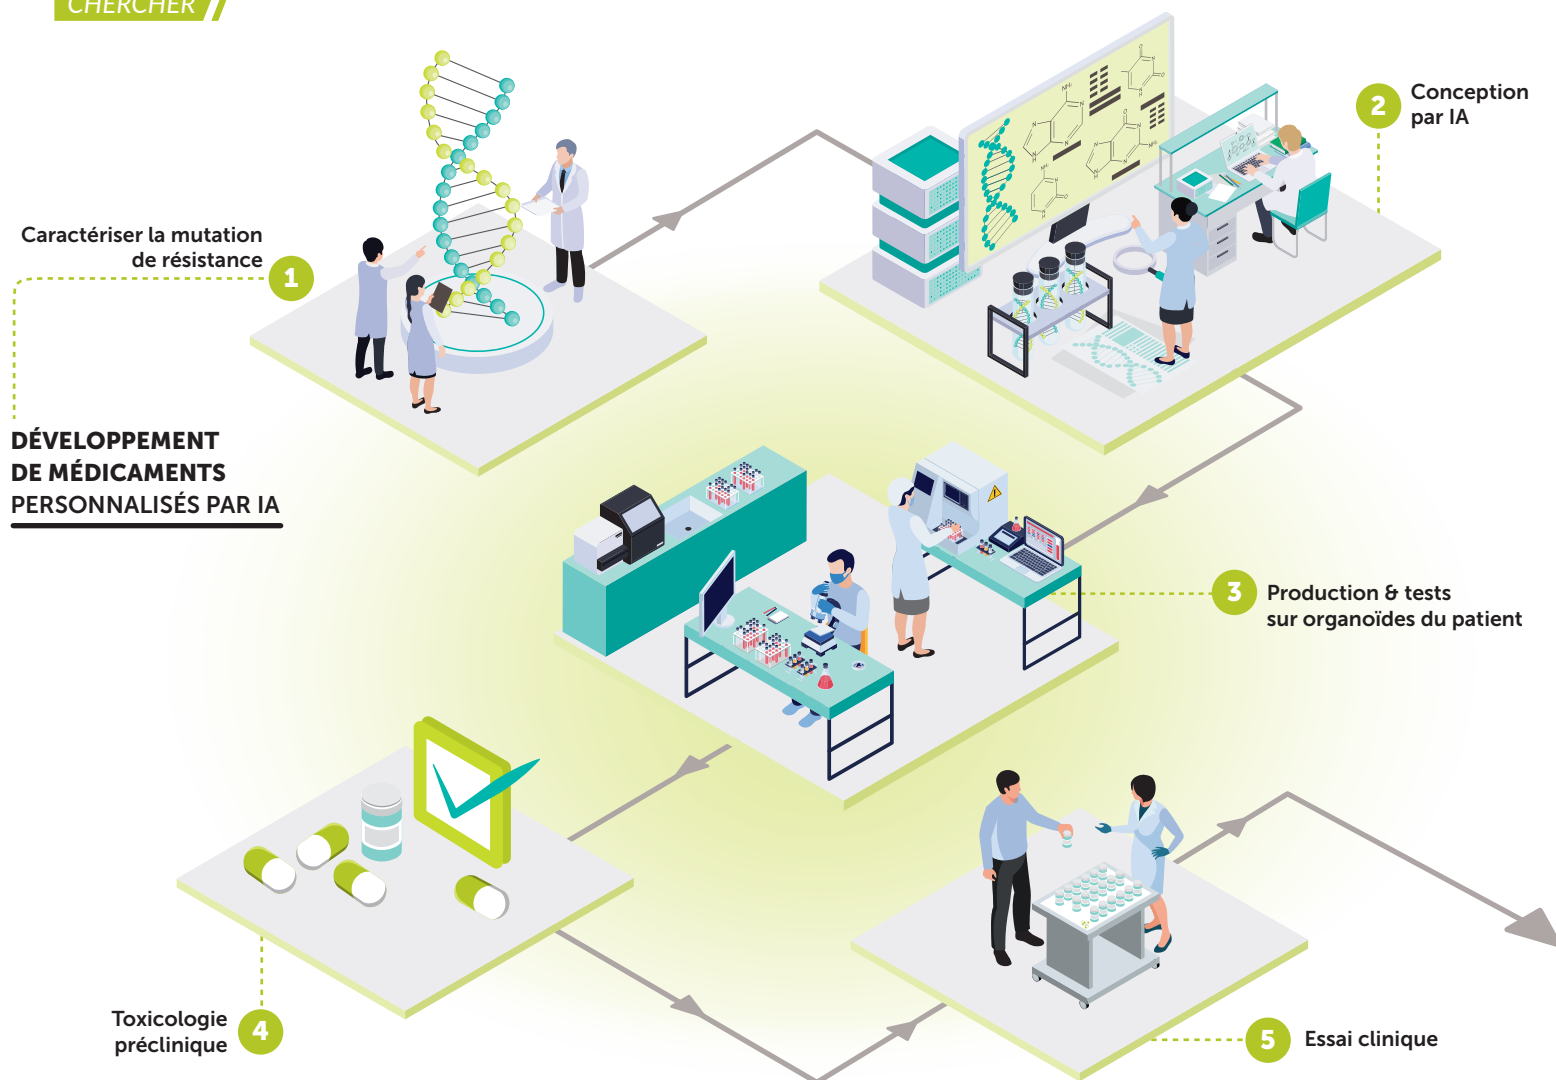 CHERCHER
Caractériser la mutation
de résistance
1
2
Conception
par IA
DÉVELOPPEMENT
DE MÉDICAMENTS
PERSONNALISÉS PAR IA
3
Production & tests
sur organoïdes du patient
Toxicologie
préclinique
4
5
Essai clinique